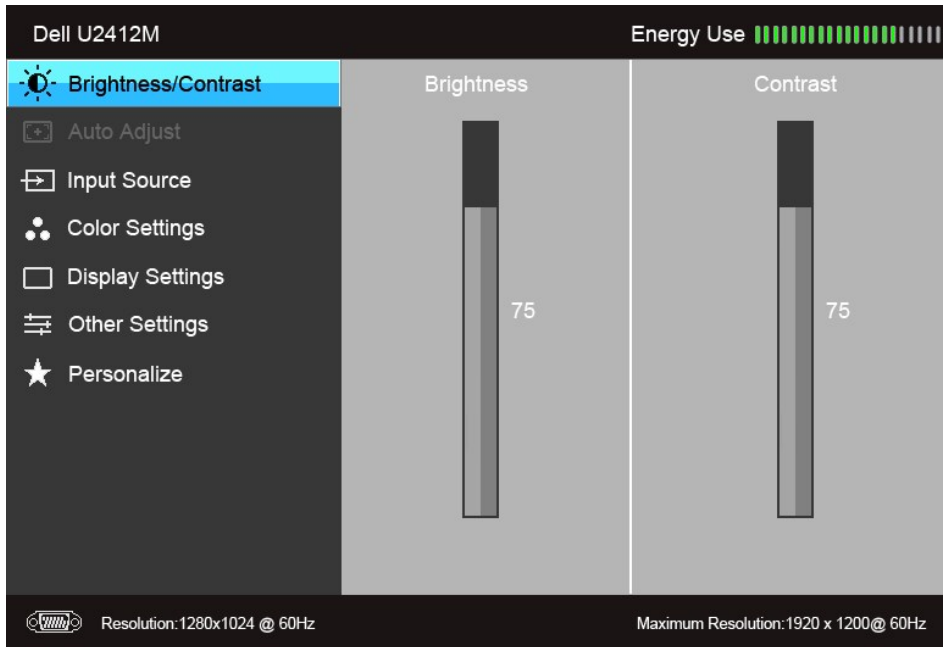 Dell U2412M
Energy Use
Brightness/Contrast
Auto Adjust
Input Source
Color Settings
Display Settings
Other Settings
Personalize
Brightness
75
Contrast
75
Resolution:1280x1024 @ 60Hz
Maximum Resolution:1920 x 1200@ 60Hz